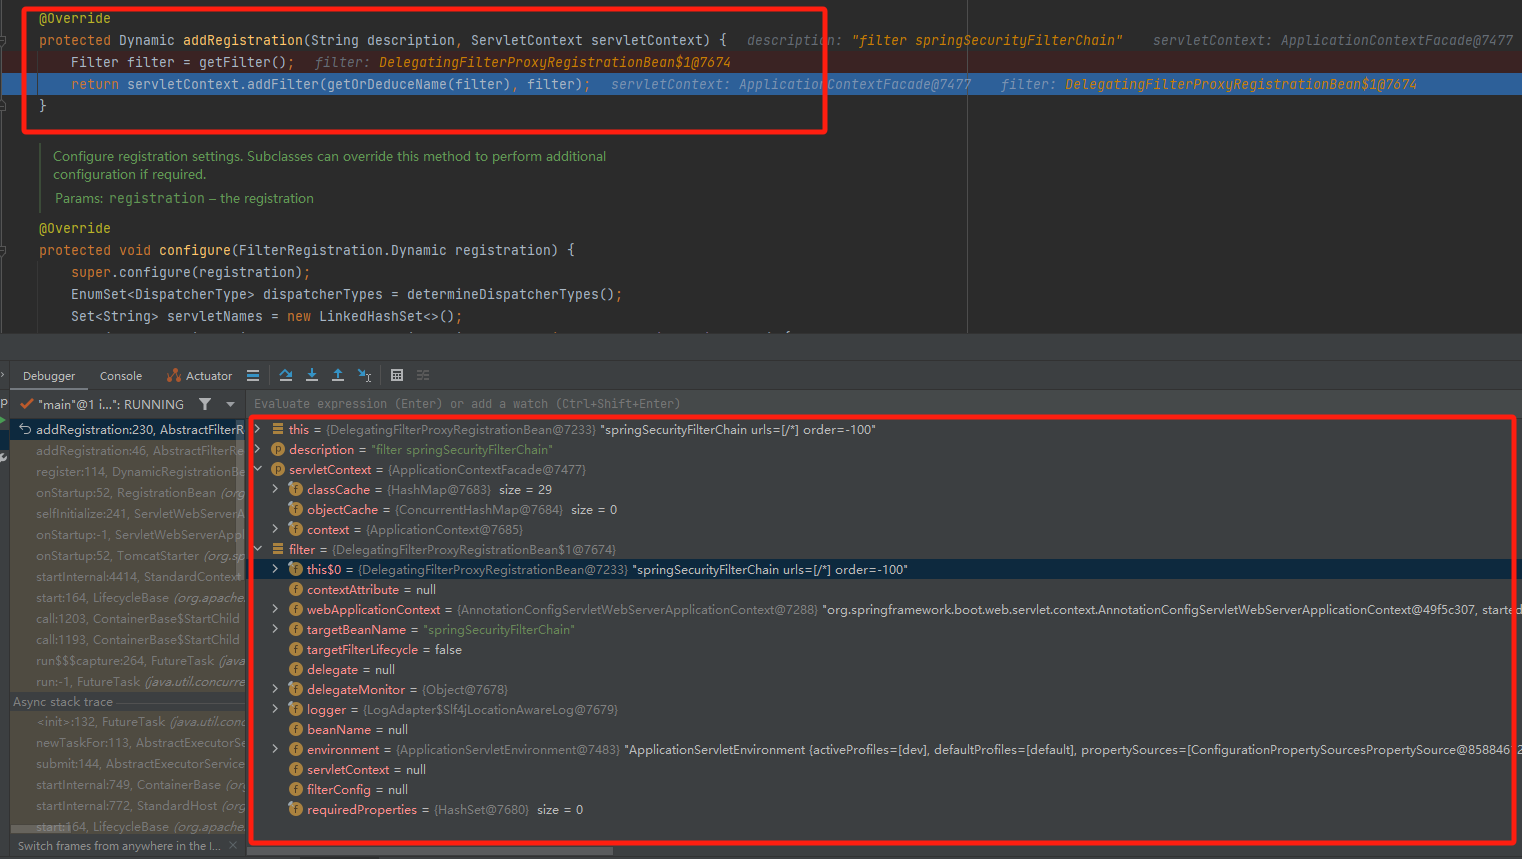 @Override
protected Dynamic addRegistration(String description, ServletContext servletContext) {   description: "filter springSecurityFilterChain"   servletContext: ApplicationContextFacade@7477
Filter filter = getFilter();   filter: DelegatingFilterProxyRegistrationBean$1@7674
return servletContext.addFilter(getOrDeduceName(filter), filter);   servletContext: ApplicationContextFacade@7477   filter: DelegatingFilterProxyRegistrationBean$1@7674
}
Configure registration settings. Subclasses can override this method to perform additional
configuration if required.
Params: registration – the registration
@Override
protected void configure(FilterRegistration.Dynamic registration) {
super.configure(registration);
EnumSet<DispatcherType> dispatcherTypes = determineDispatcherTypes();
Set<String> servletNames = new LinkedHashSet<>();
Debugger Console Actuator
"main"@1 i...": RUNNING
Evaluate expression (Enter) or add a watch (Ctrl+Shift+Enter)
addRegistration:230, AbstractFilterR
addRegistration:46, AbstractFilterRe
register:114, DynamicRegistrationBe
onStartup:52, RegistrationBean (org
selfInitialize:241, ServletWebServerA
onStartup:-1, ServletWebServerAppl
onStartup:52, TomcatStarter (org.sp
startInternal:4414, StandardContext
start:164, LifecycleBase (org.apache
call:1203, ContainerBase$StartChild
call:1193, ContainerBase$StartChild
run$$$capture:264, FutureTask (java
run:-1, FutureTask (java.util.concurre
Async stack trace
<init>:132, FutureTask (java.util.conc
newTaskFor:113, AbstractExecutorSe
submit:144, AbstractExecutorService
startInternal:749, ContainerBase (org
startInternal:772, StandardHost (org
start:164, LifecycleBase (org.apache
Switch frames from anywhere in the I...
this = {DelegatingFilterProxyRegistrationBean@7233} "springSecurityFilterChain urls=[/*] order=-100"
description = "filter springSecurityFilterChain"
servletContext = {ApplicationContextFacade@7477}
classCache = {HashMap@7683} size = 29
objectCache = {ConcurrentHashMap@7684} size = 0
context = {ApplicationContext@7685}
filter = {DelegatingFilterProxyRegistrationBean$1@7674}
this$0 = {DelegatingFilterProxyRegistrationBean@7233} "springSecurityFilterChain urls=[/*] order=-100"
contextAttribute = null
webApplicationContext = {AnnotationConfigServletWebServerApplicationContext@7288} "org.springframework.boot.web.servlet.context.AnnotationConfigServletWebServerApplicationContext@49f5c307, started
targetBeanName = "springSecurityFilterChain"
targetFilterLifecycle = false
delegate = null
delegateMonitor = {Object@7678}
logger = {LogAdapter$Slf4jLocationAwareLog@7679}
beanName = null
environment = {ApplicationServletEnvironment@7483} "ApplicationServletEnvironment {activeProfiles=[dev], defaultProfiles=[default], propertySources=[ConfigurationPropertySourcesPropertySource
servletContext = null
filterConfig = null
requiredProperties = {HashSet@7680} size = 0